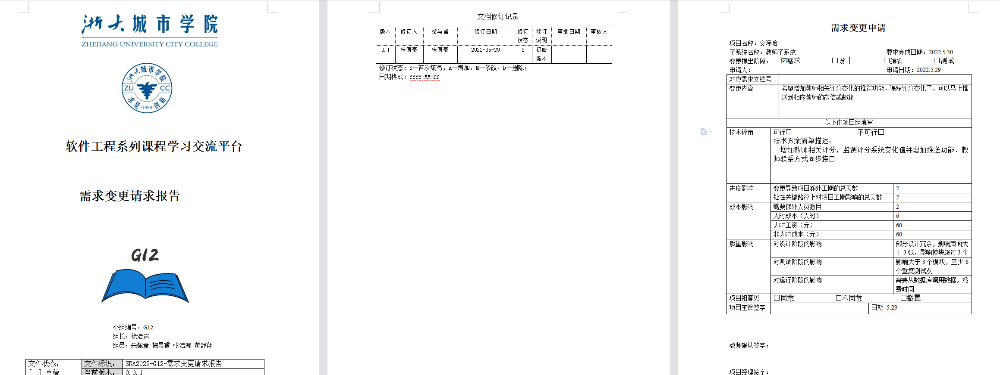 浙大城市学院
ZHEJIANG UNIVERSITY CITY COLLEGE
浙大城市学院
ZU CC
求是 ·1999· 创新
软件工程系列课程学习交流平台
需求变更请求报告
G12
小组编号：G12
组长：徐浩达
组员：朱佩豪 梅晨睿 张浩瀚 黄舒翔
文件状态： 文件标识： SRA2022-G12-需求变更请求报告
[ ] 草稿 当前版本： 0.0.1
文档修订记录
版本 修订人 参与者 修订日期 修订状态 修订说明 审批日期 审核人
0.1 朱佩豪 朱佩豪 2022-05-29 S 初始版本
修订状态：S—首次编写，A—增加，M—修改，D—删除；
日期格式：YYYY-MM-DD
需求变更申请
项目名称：交际哈
子系统名称：教师子系统 要求完成日期：2022.5.30
变更提出阶段： ☑需求 □设计 □编码 □测试
申请人： 申请日期：2022.5.29
对应需求文档号
变更内容 希望增加教师相关评分变化的推送功能，课程评分变化了，可以马上推
送到相应教师的微信或邮箱
以下由项目组填写
技术评审 可行□ 不可行□
技术方案简单描述：
增加教师相关评分，监测评分系统变化值并增加推送功能、教
师联系方式同步接口
进度影响 变更导致项目额外工期的总天数 2
处在关键路径上对项目工期影响的总天数 2
成本影响 需要额外人员数目 2
人时成本（人时） 6
人时工资（元） 60
非人时成本（元） 60
质量影响 对设计阶段的影响 部分设计冗余，影响页面大
于 3 张，影响模块超过 3 个
对测试阶段的影响 影响大于 3 个模块，至少 6
个重复测试点
对运行阶段的影响 需要从数据库调用数据，耗
费时间
项目组意见 □同意 □不同意 □搁置
项目主管签字 日期 5.29
教师确认签字：
项目经理签字：